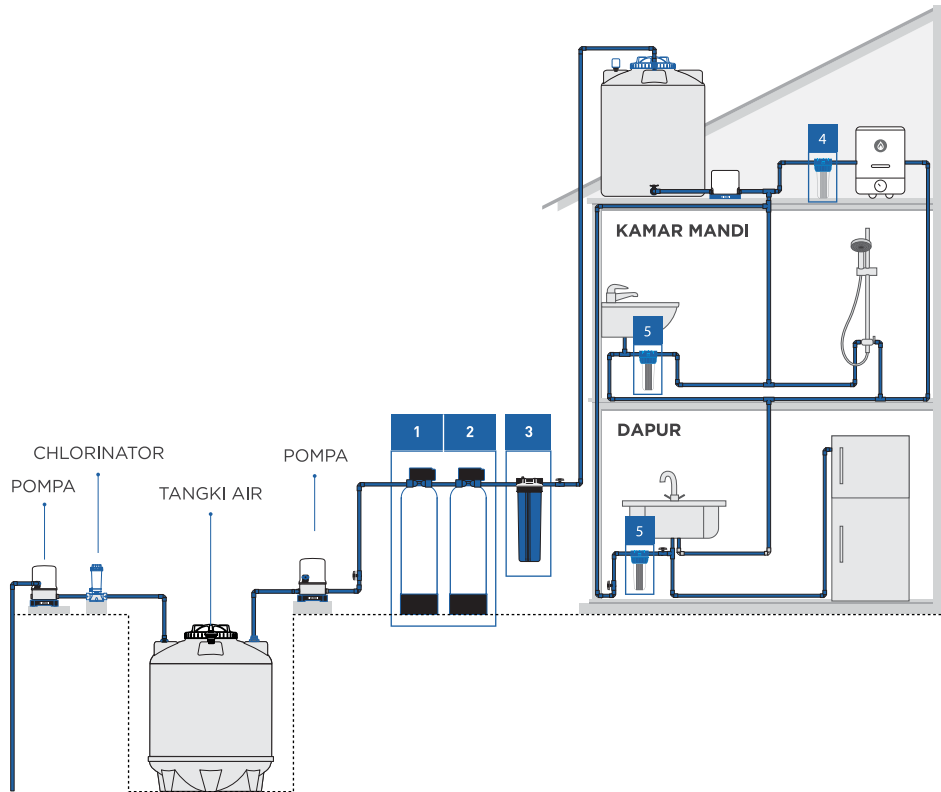 4
KAMAR MANDI
5
1
2
3
DAPUR
CHLORINATOR
POMPA
POMPA
TANGKI AIR
5